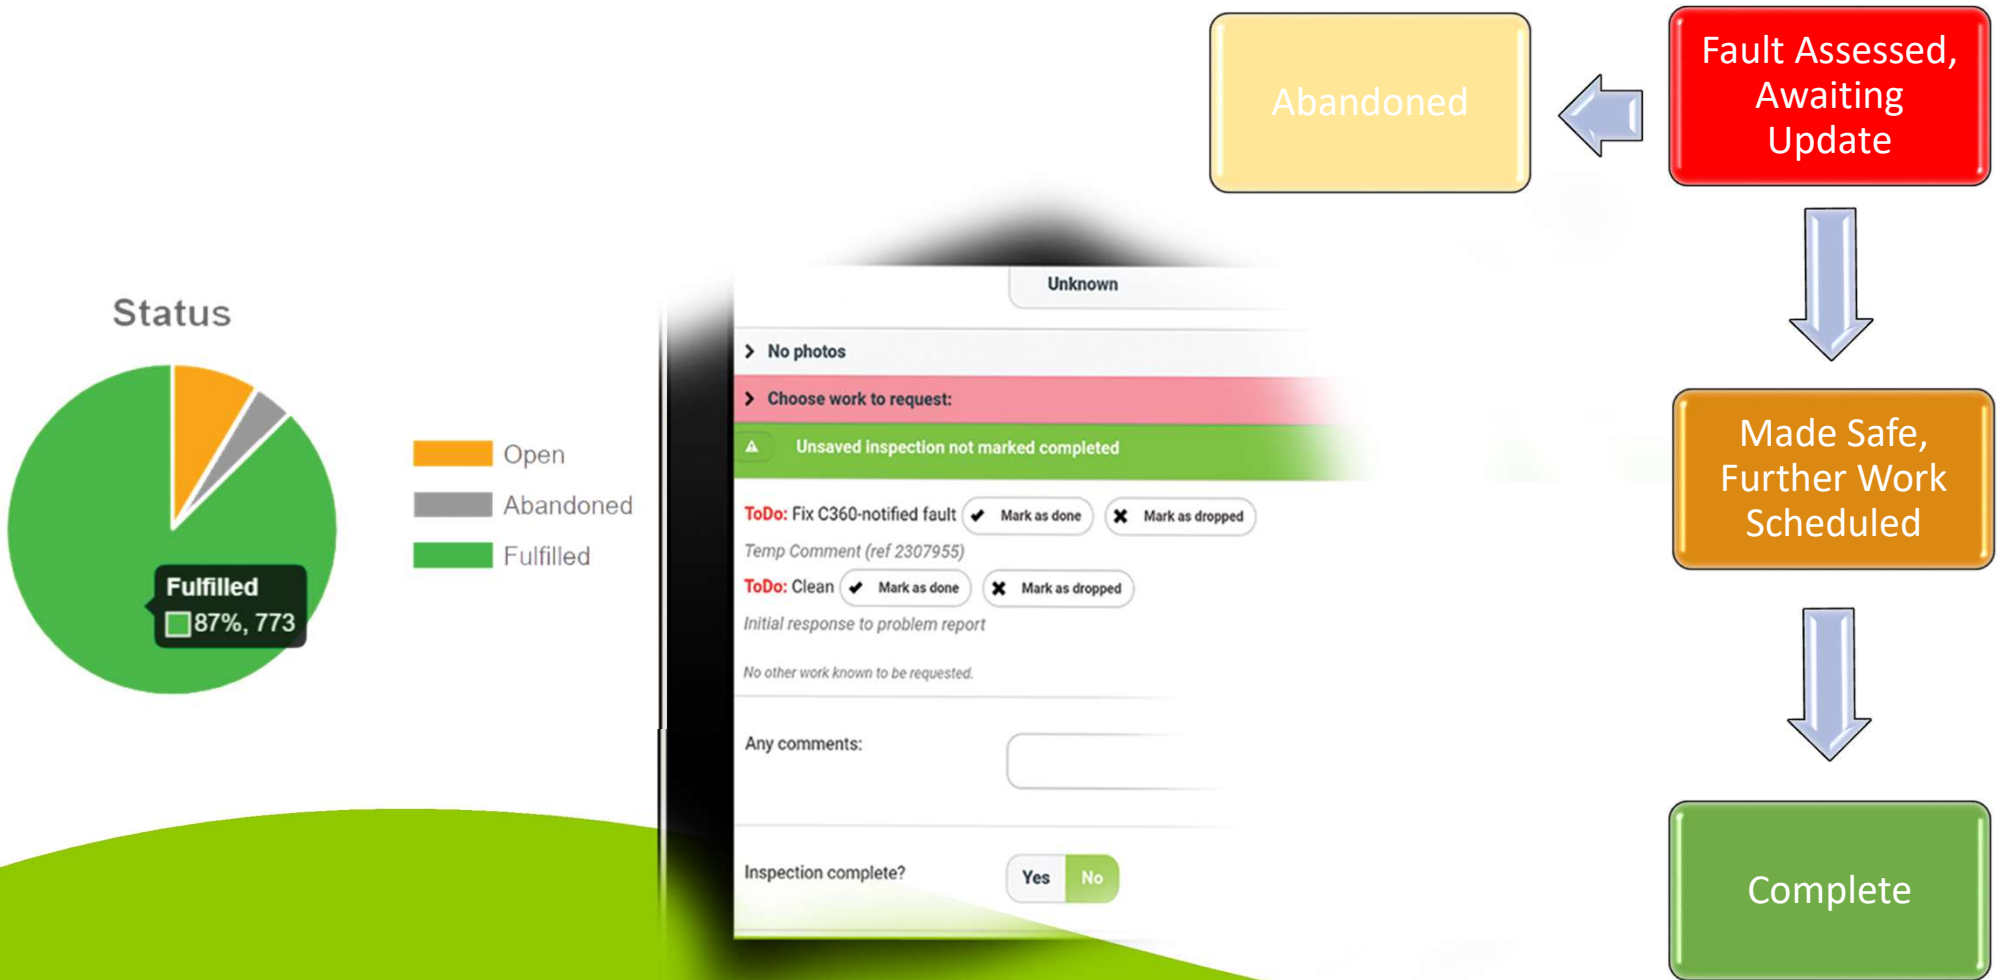 Status
Open
Abandoned
Fulfilled
Fulfilled
87%, 773
Unknown
No photos
Choose work to request:
Unsaved inspection not marked completed
ToDo: Fix C360-notified fault Mark as done Mark as dropped
Temp Comment (ref 2307955)
ToDo: Clean Mark as done Mark as dropped
Initial response to problem report
No other work known to be requested.
Any comments:
Inspection complete? Yes No
Abandoned
Fault Assessed,
Awaiting
Update
Made Safe,
Further Work
Scheduled
Complete